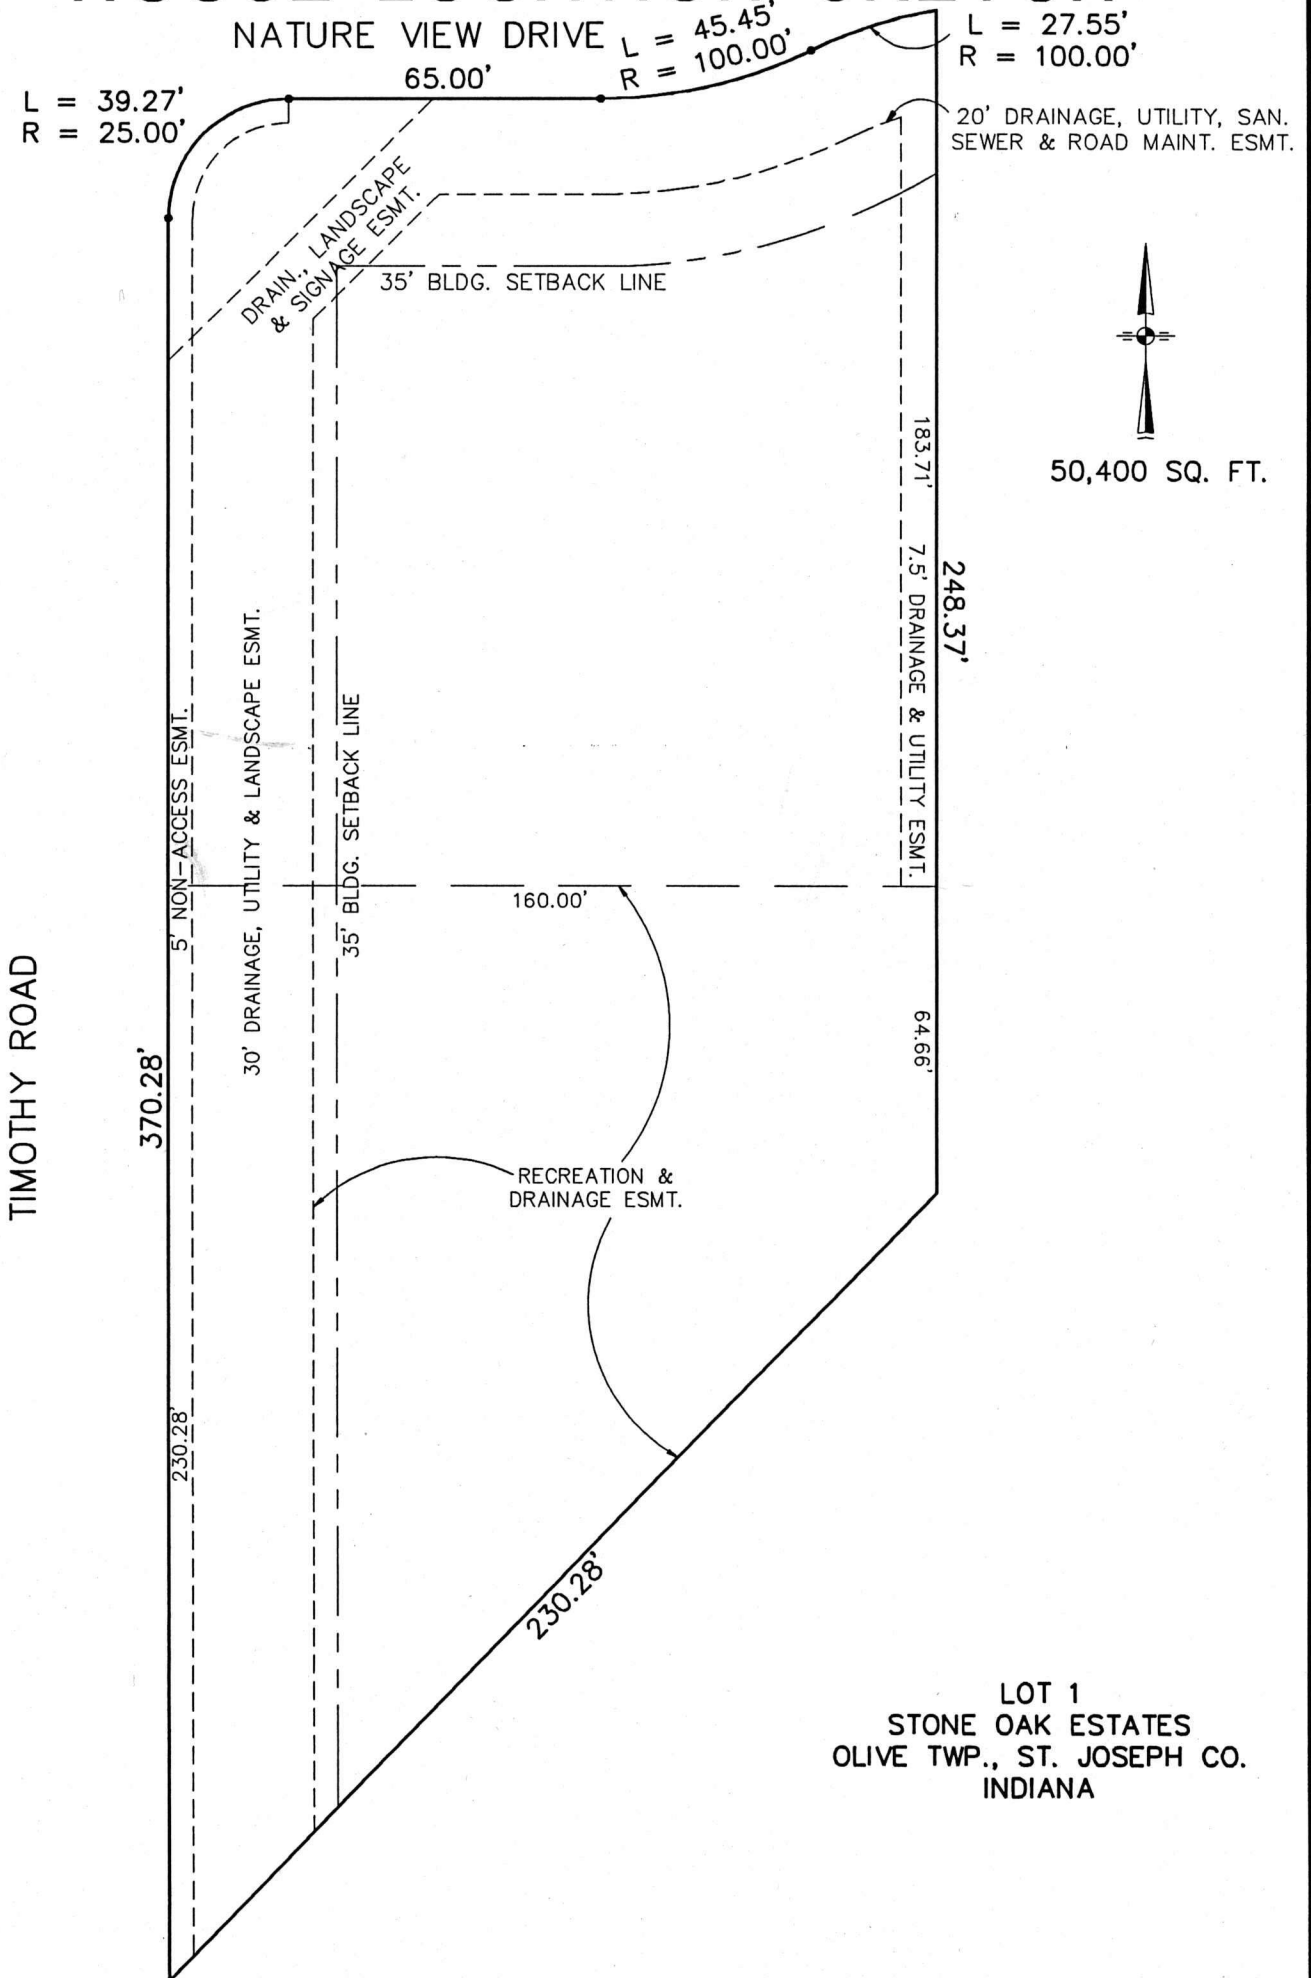 NATURE VIEW DRIVE
L = 45.45'
R = 100.00'
L = 27.55'
R = 100.00'
65.00'
L = 39.27'
R = 25.00'
20' DRAINAGE, UTILITY, SAN.
SEWER & ROAD MAINT. ESMT.
DRAIN., LANDSCAPE
& SIGNAGE ESMT.
35' BLDG. SETBACK LINE
50,400 SQ. FT.
183.71'
7.5' DRAINAGE & UTILITY ESMT.
248.37'
5' NON-ACCESS ESMT.
30' DRAINAGE, UTILITY & LANDSCAPE ESMT.
35' BLDG. SETBACK LINE
160.00'
TIMOTHY ROAD
370.28'
64.66'
RECREATION &
DRAINAGE ESMT.
230.28'
230.28'
LOT 1
STONE OAK ESTATES
OLIVE TWP., ST. JOSEPH CO.
INDIANA